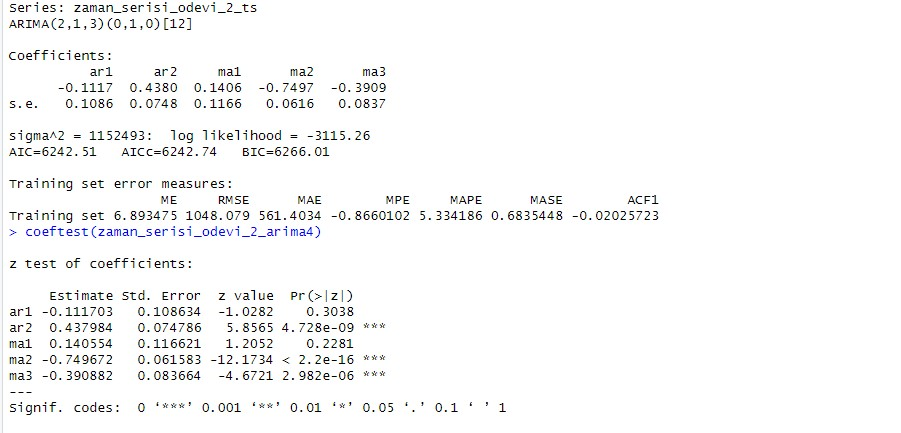 Series: zaman_serisi_odevi_2_ts
ARIMA(2,1,3)(0,1,0)[12]
Coefficients:
ar1 ar2 ma1 ma2 ma3
-0.1117 0.4380 0.1406 -0.7497 -0.3909
s.e. 0.1086 0.0748 0.1166 0.0616 0.0837
sigma^2 = 1152493: log likelihood = -3115.26
AIC=6242.51 AICc=6242.74 BIC=6266.01
Training set error measures:
ME RMSE MAE MPE MAPE MASE ACF1
Training set 6.893475 1048.079 561.4034 -0.8660102 5.334186 0.6835448 -0.02025723
> coeftest(zaman_serisi_odevi_2_arima4)
z test of coefficients:
Estimate Std. Error z value Pr(>|z|)
ar1 -0.111703 0.108634 -1.0282 0.3038
ar2 0.437984 0.074786 5.8565 4.728e-09 ***
ma1 0.140554 0.116621 1.2052 0.2281
ma2 -0.749672 0.061583 -12.1734 < 2.2e-16 ***
ma3 -0.390882 0.083664 -4.6721 2.982e-06 ***
---
Signif. codes: 0 ‘***’ 0.001 ‘**’ 0.01 ‘*’ 0.05 ‘.’ 0.1 ‘ ’ 1